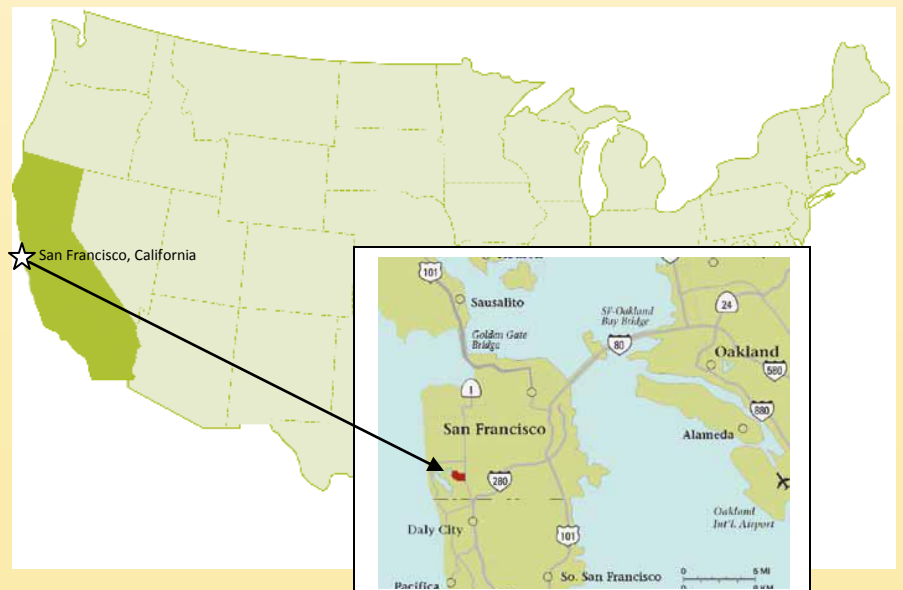 San Francisco, California
101
Sausalito
Golden Gate
Bridge
SF-Oakland
Bay Bridge
80
24
Oakland
580
1
880
San Francisco
Alameda
280
Oakland
Int'l. Airport
Daly City
101
So. San Francisco
5 MI
0
Pacifica